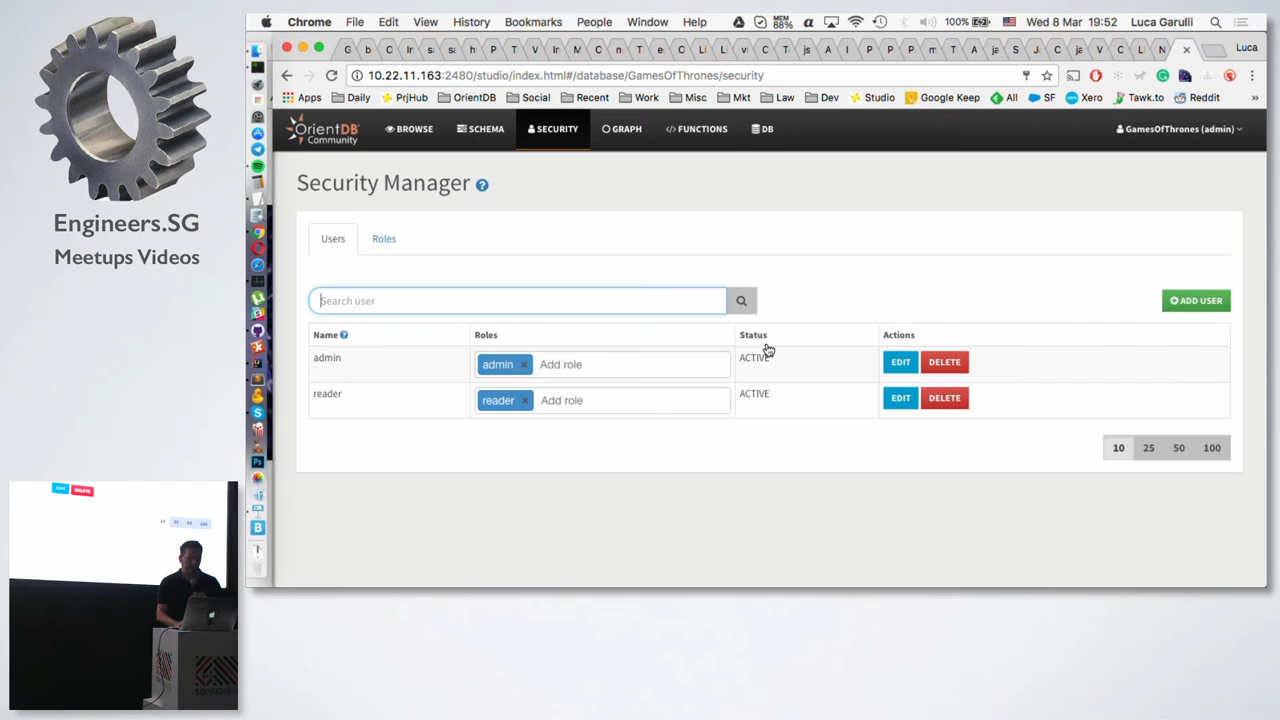 Engineers.SG
Meetups Videos
Chrome File Edit View History Bookmarks People Window Help
MEM 88% 100% Wed 8 Mar 19:52 Luca Garulli
Luca
10.22.11.163:2480/studio/index.html#/database/GamesOfThrones/security
Apps Daily PrjHub OrientDB Social Recent Work Misc Mkt Law Dev Studio Google Keep All SF Xero Tawk.to Reddit »
OrientDB Community
BROWSE SCHEMA SECURITY GRAPH FUNCTIONS DB GamesOfThrones (admin)
Security Manager
Users Roles
Search user
ADD USER
Name Roles Status Actions
admin admin × Add role ACTIVE EDIT DELETE
reader reader × Add role ACTIVE EDIT DELETE
10 25 50 100